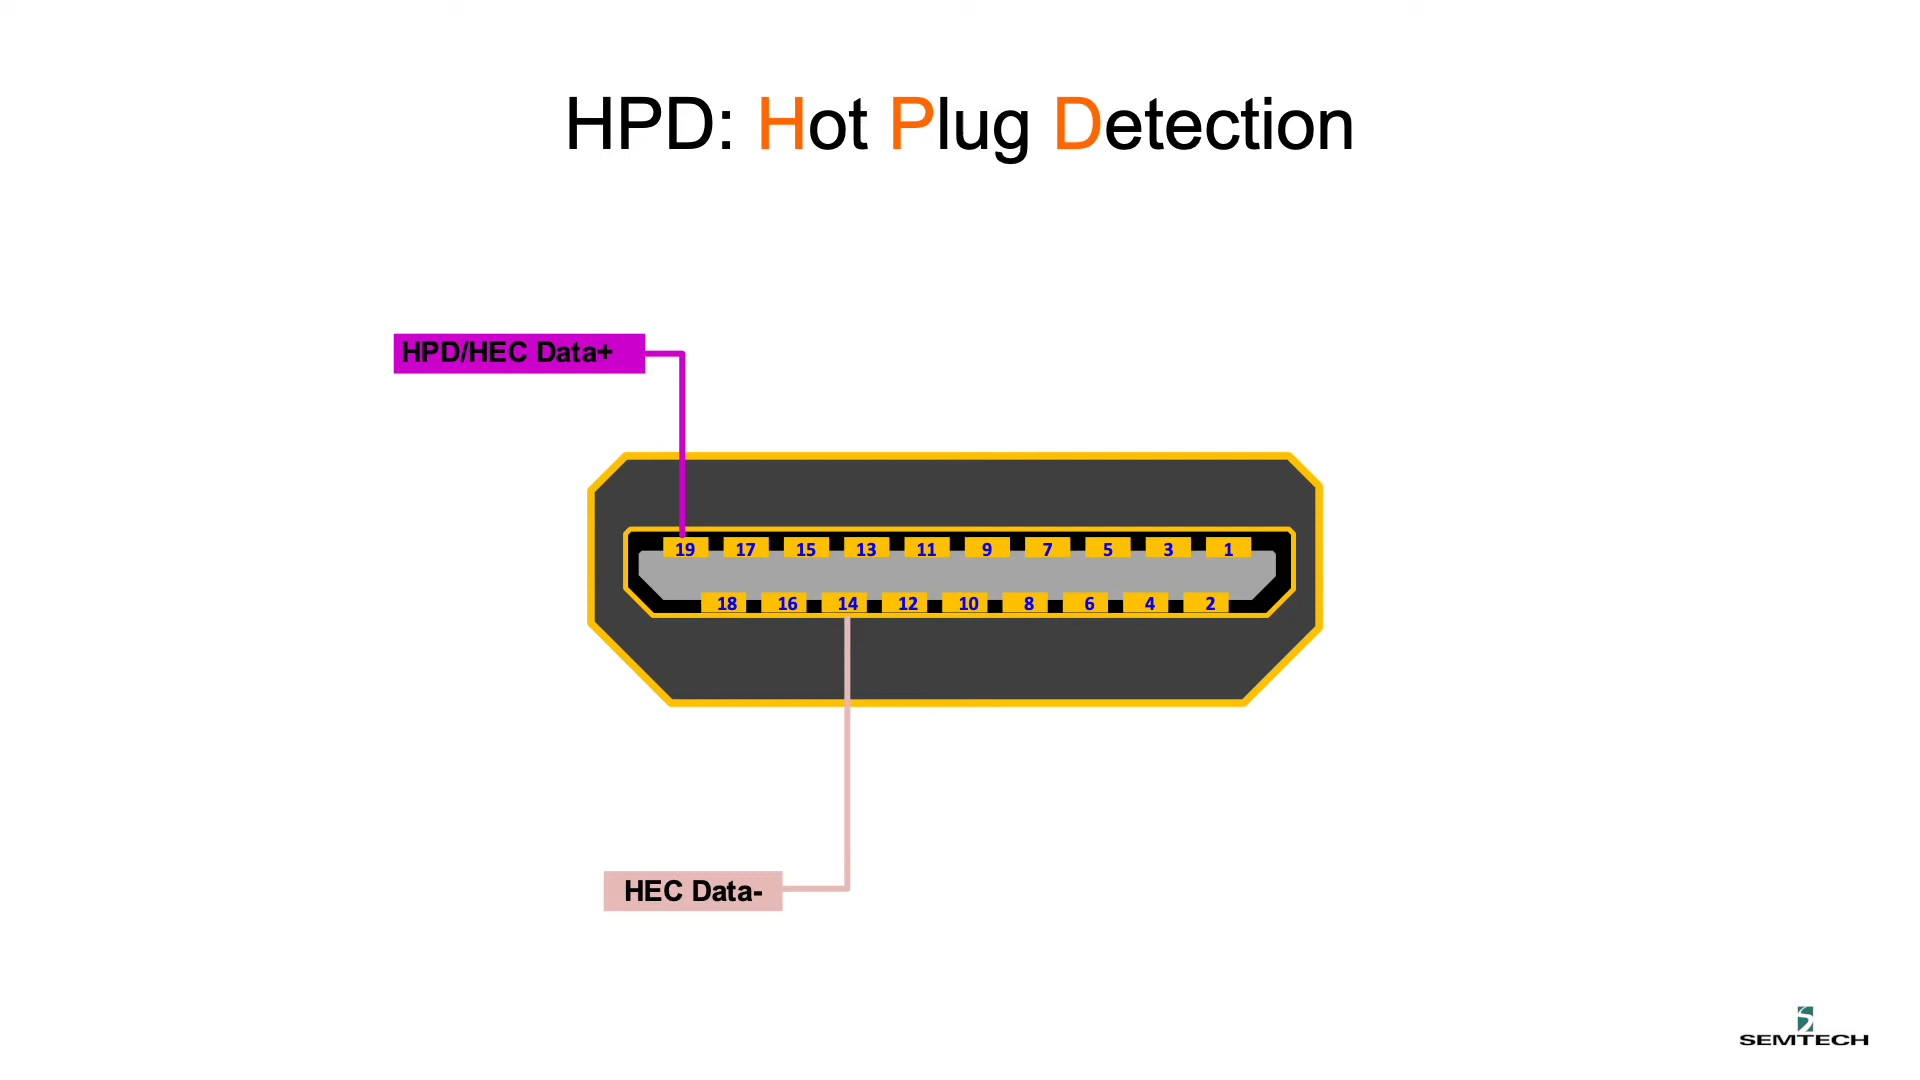 HPD: Hot Plug Detection
HPD/HEC Data+
19 17 15 13 11 9 7 5 3 1
18 16 14 12 10 8 6 4 2
HEC Data-
SEMTECH